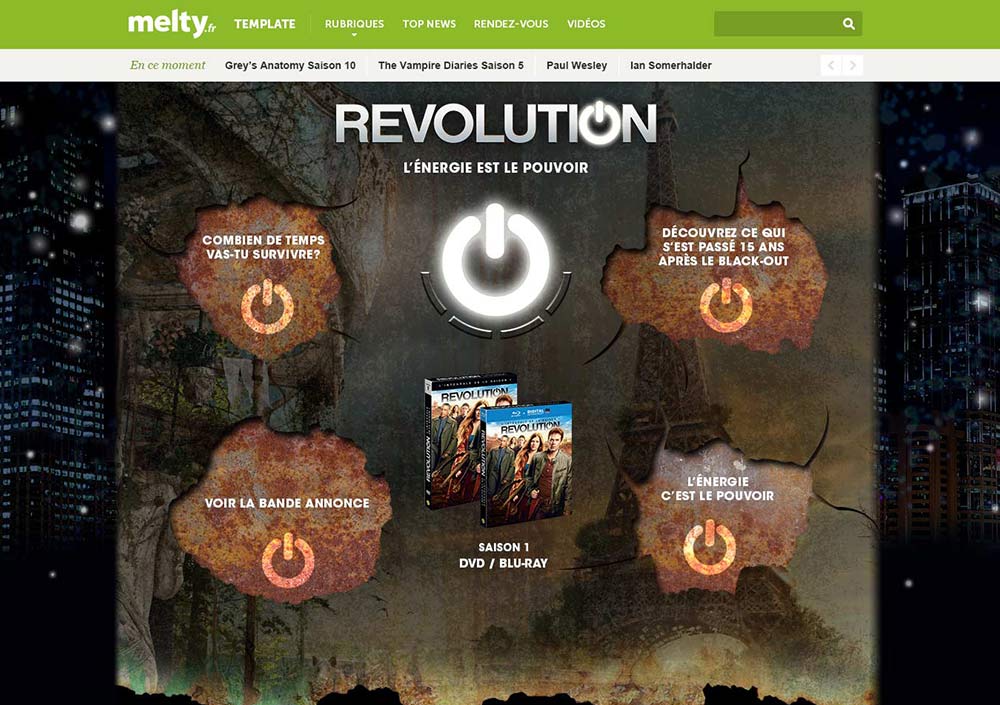 melty.fr TEMPLATE RUBRIQUES TOP NEWS RENDEZ-VOUS VIDÉOS
En ce moment Grey's Anatomy Saison 10 The Vampire Diaries Saison 5 Paul Wesley Ian Somerhalder
REVOLUTION
L'ÉNERGIE EST LE POUVOIR
COMBIEN DE TEMPS
VAS-TU SURVIVRE?
DÉCOUVREZ CE QUI
S'EST PASSÉ 15 ANS
APRÈS LE BLACK-OUT
REVOLUTION
REVOLUTION
REVOLUTION
REVOLUTION
VOIR LA BANDE ANNONCE
L'ÉNERGIE
C'EST LE POUVOIR
SAISON 1
DVD / BLU-RAY